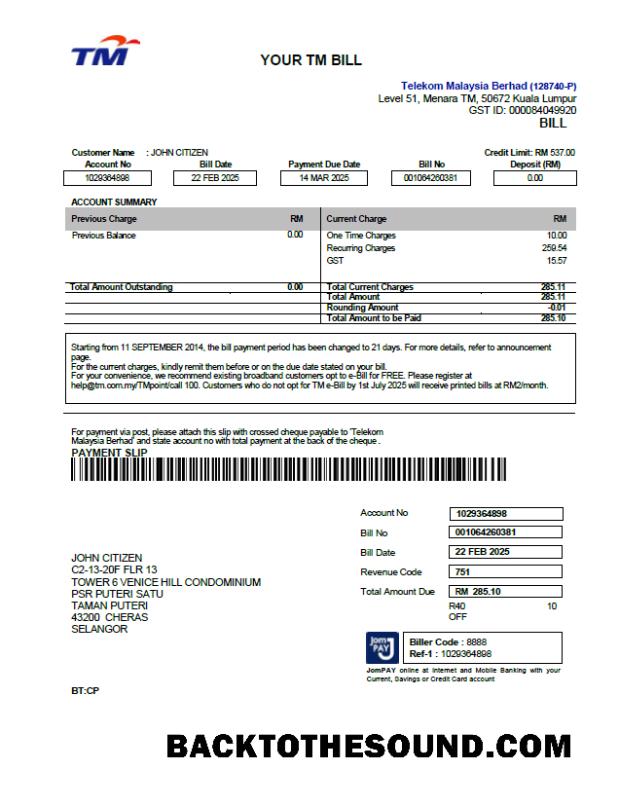 TM
YOUR TM BILL
Telekom Malaysia Berhad (128740-P)
Level 51, Menara TM, 50672 Kuala Lumpur
GST ID: 000084049920
BILL
Customer Name : JOHN CITIZEN Credit Limit: RM 537.00
Account No Bill Date Payment Due Date Bill No Deposit (RM)
1029364898 22 FEB 2025 14 MAR 2025 001064260381 0.00
ACCOUNT SUMMARY
Previous Charge RM Current Charge RM
Previous Balance 0.00 One Time Charges 10.00
Recurring Charges 259.54
GST 15.57
Total Amount Outstanding 0.00 Total Current Charges 285.11
Total Amount 285.11
Rounding Amount -0.01
Total Amount to be Paid 285.10
Starting from 11 SEPTEMBER 2014, the bill payment period has been changed to 21 days. For more details, refer to announcement
page.
For the current charges, kindly remit them before or on the due date stated on your bill.
For your convenience, we recommend existing broadband customers opt to e-Bill for FREE. Please register at
help@tm.com.my/TMpoint/call 100. Customers who do not opt for TM e-Bill by 1st July 2025 will receive printed bills at RM2/month.
For payment via post, please attach this slip with crossed cheque payable to 'Telekom
Malaysia Berhad' and state account no with total payment at the back of the cheque .
PAYMENT SLIP
Account No 1029364898
Bill No 001064260381
Bill Date 22 FEB 2025
Revenue Code 751
Total Amount Due RM 285.10
R40 10
OFF
JOHN CITIZEN
C2-13-20F FLR 13
TOWER 6 VENICE HILL CONDOMINIUM
PSR PUTERI SATU
TAMAN PUTERI
43200 CHERAS
SELANGOR
Jom PAY
Biller Code : 8888
Ref-1 : 1029364898
JomPAY online at Internet and Mobile Banking with your
Current, Savings or Credit Card account
BT:CP
BACKTOTHESOUND.COM